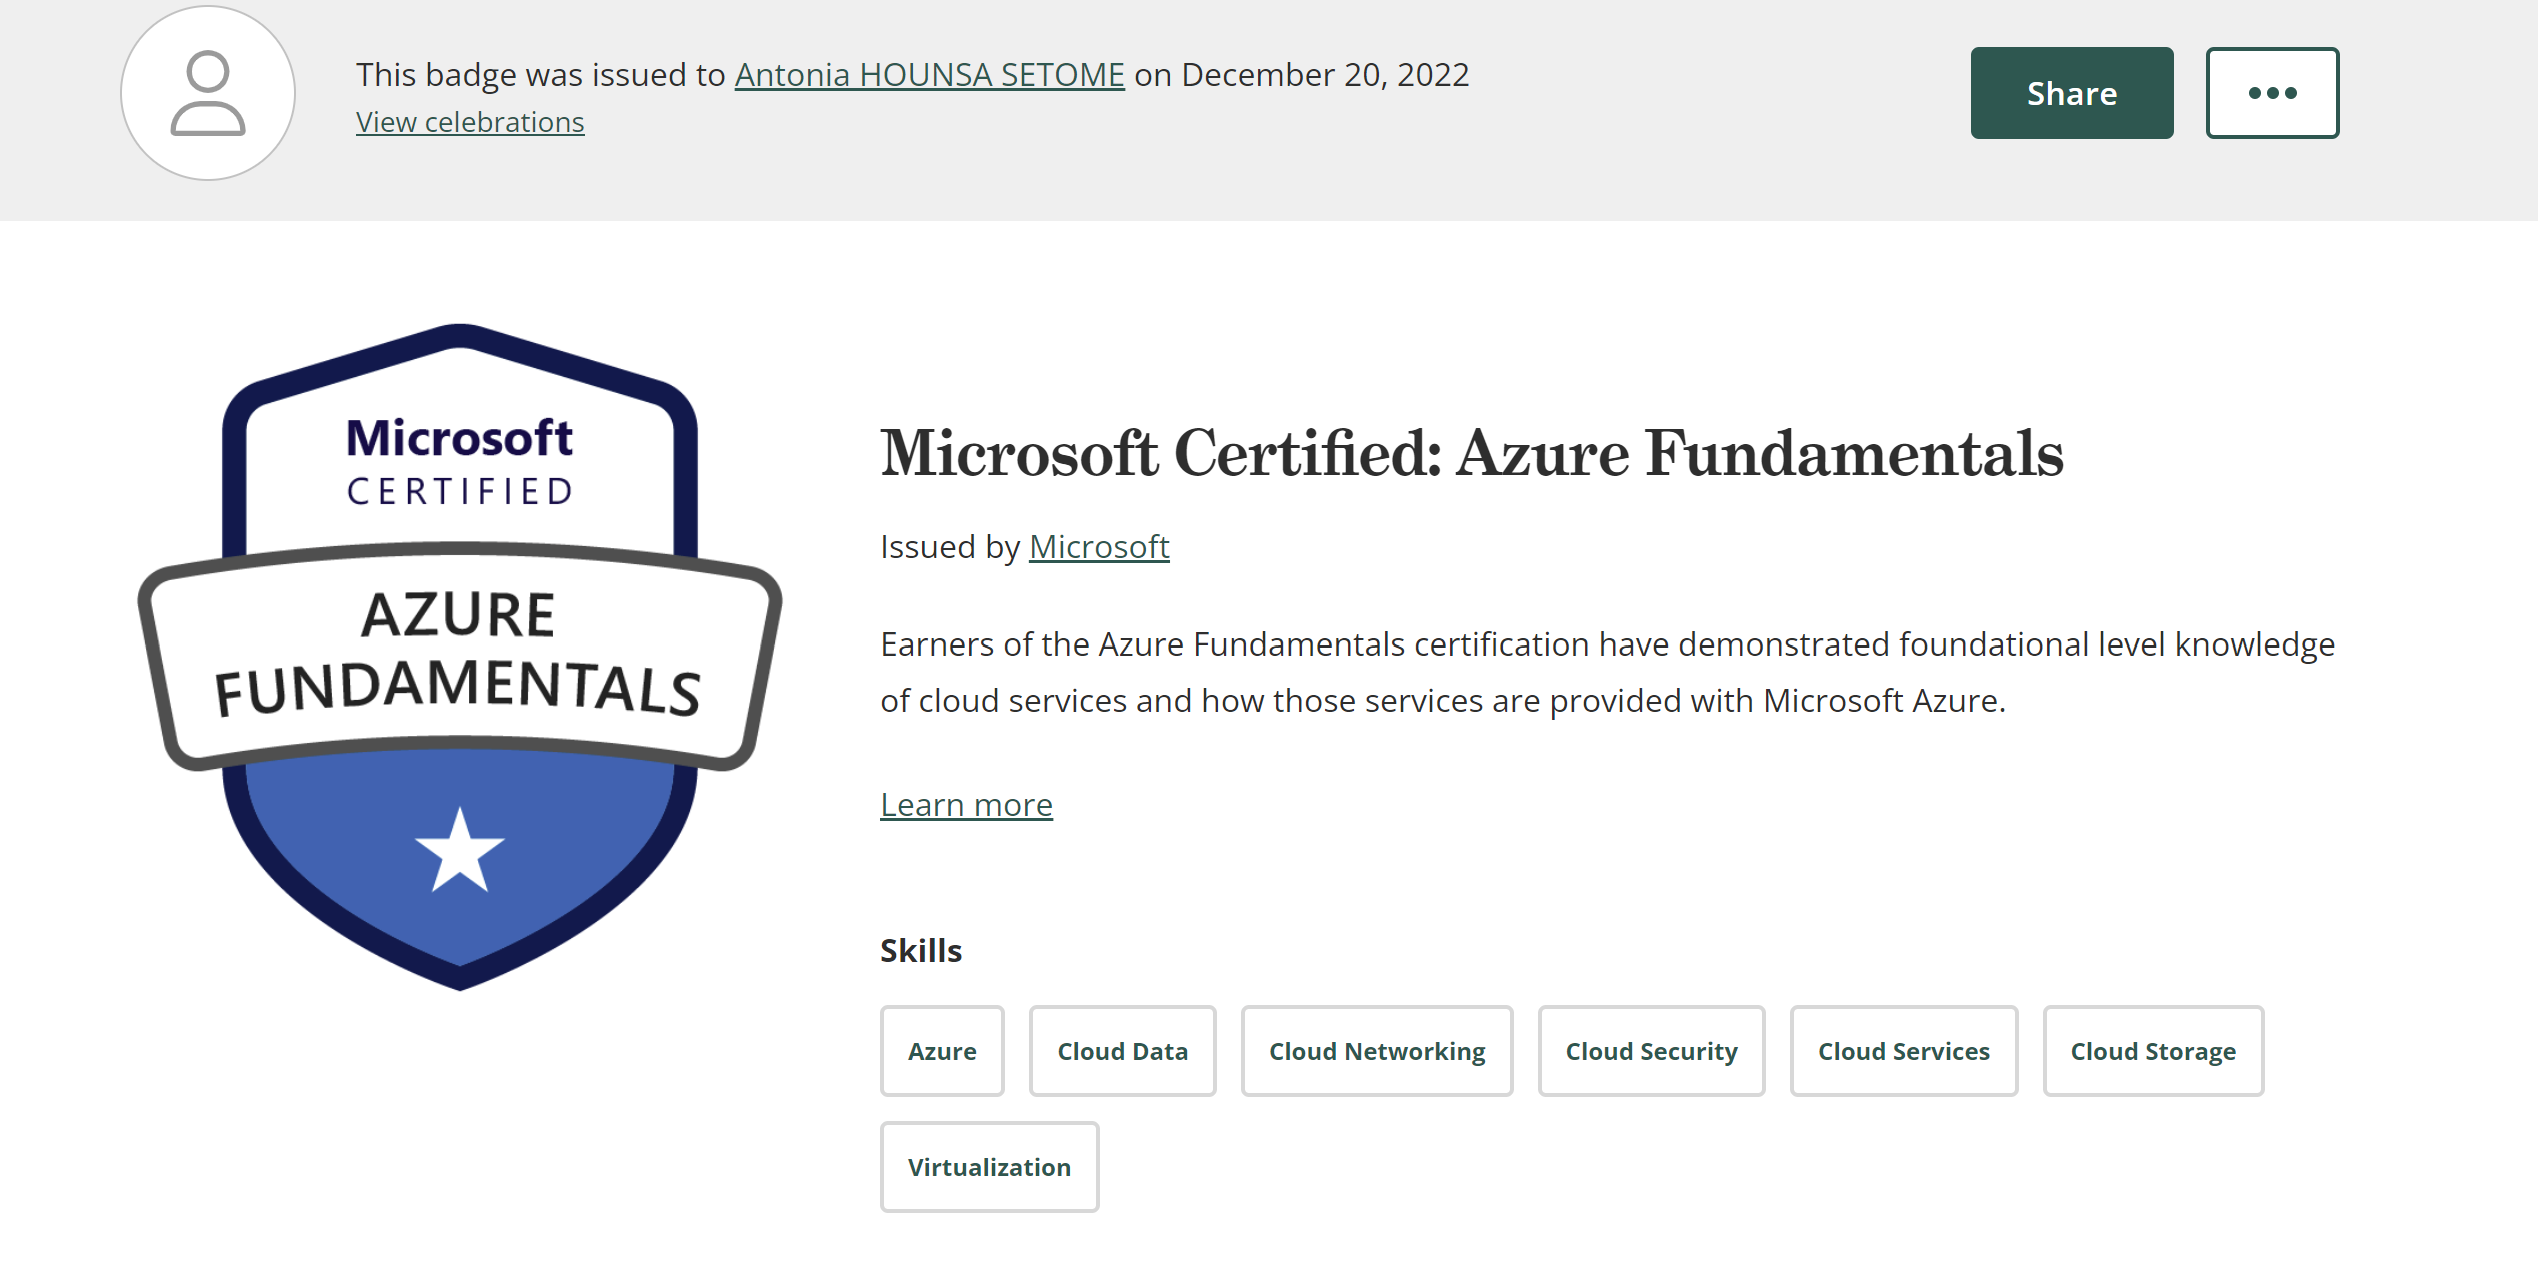 This badge was issued to Antonia HOUNSA SETOME on December 20, 2022
View celebrations
Share
Microsoft
CERTIFIED
AZURE
FUNDAMENTALS
Microsoft Certified: Azure Fundamentals
Issued by Microsoft
Earners of the Azure Fundamentals certification have demonstrated foundational level knowledge
of cloud services and how those services are provided with Microsoft Azure.
Learn more
Skills
Azure
Cloud Data
Cloud Networking
Cloud Security
Cloud Services
Cloud Storage
Virtualization